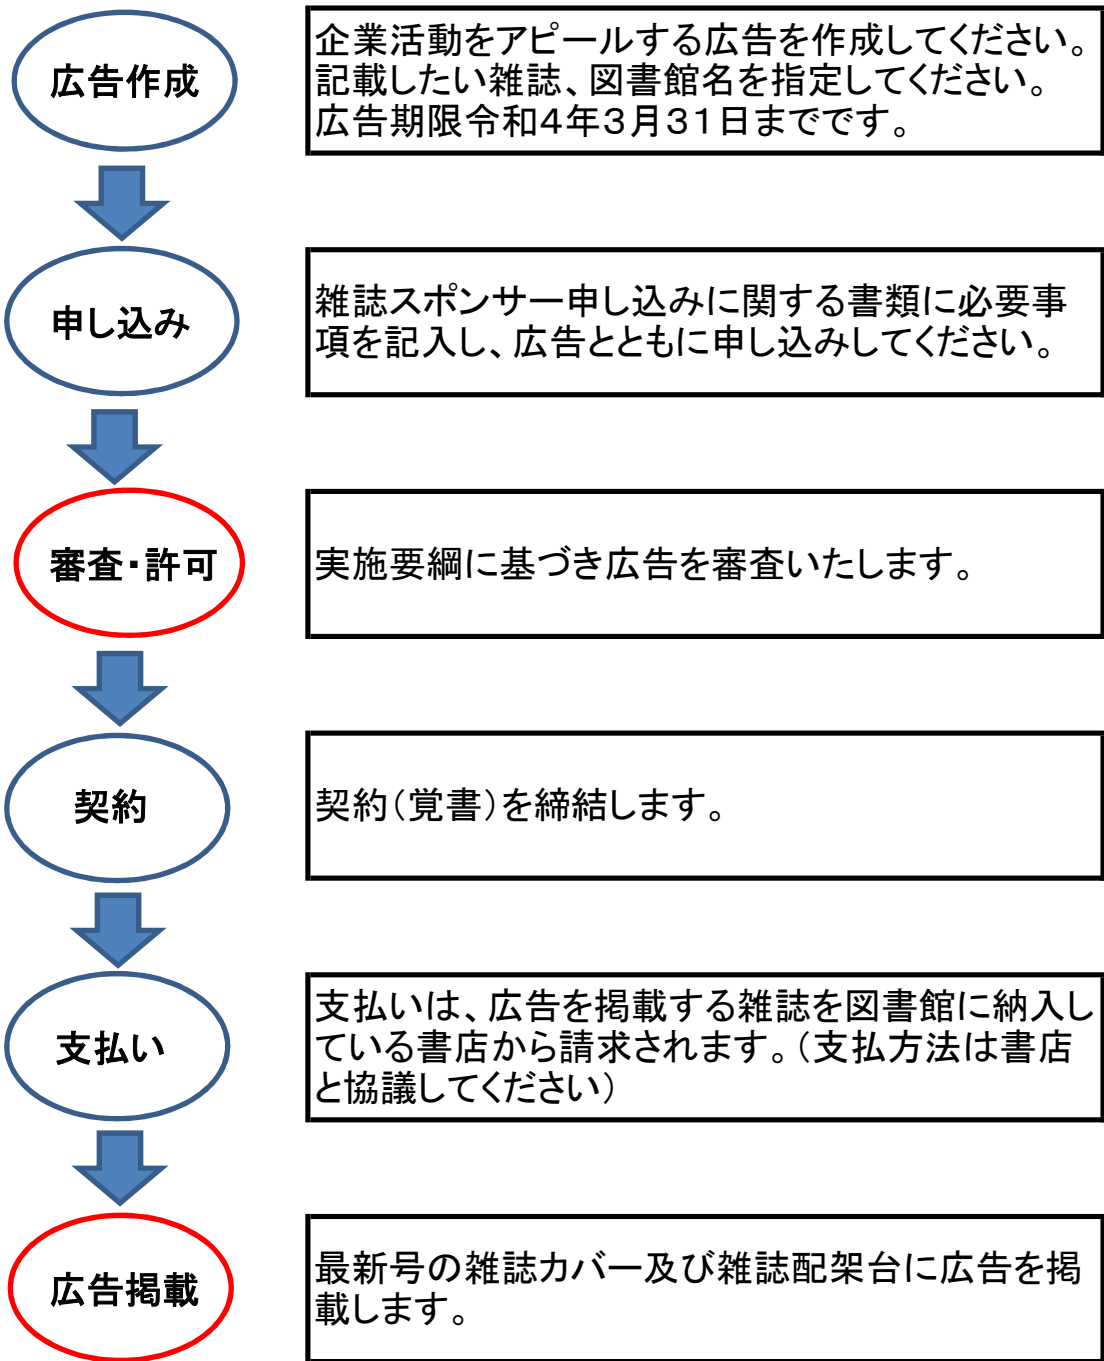 広告作成
企業活動をアピールする広告を作成してください。
記載したい雑誌、図書館名を指定してください。
広告期限令和4年3月31日までです。
申し込み
雑誌スポンサー申し込みに関する書類に必要事
項を記入し、広告とともに申し込みしてください。
審査・許可
実施要綱に基づき広告を審査いたします。
契約
契約（覚書）を締結します。
支払い
支払いは、広告を掲載する雑誌を図書館に納入し
ている書店から請求されます。（支払方法は書店
と協議してください）
広告掲載
最新号の雑誌カバー及び雑誌配架台に広告を掲
載します。